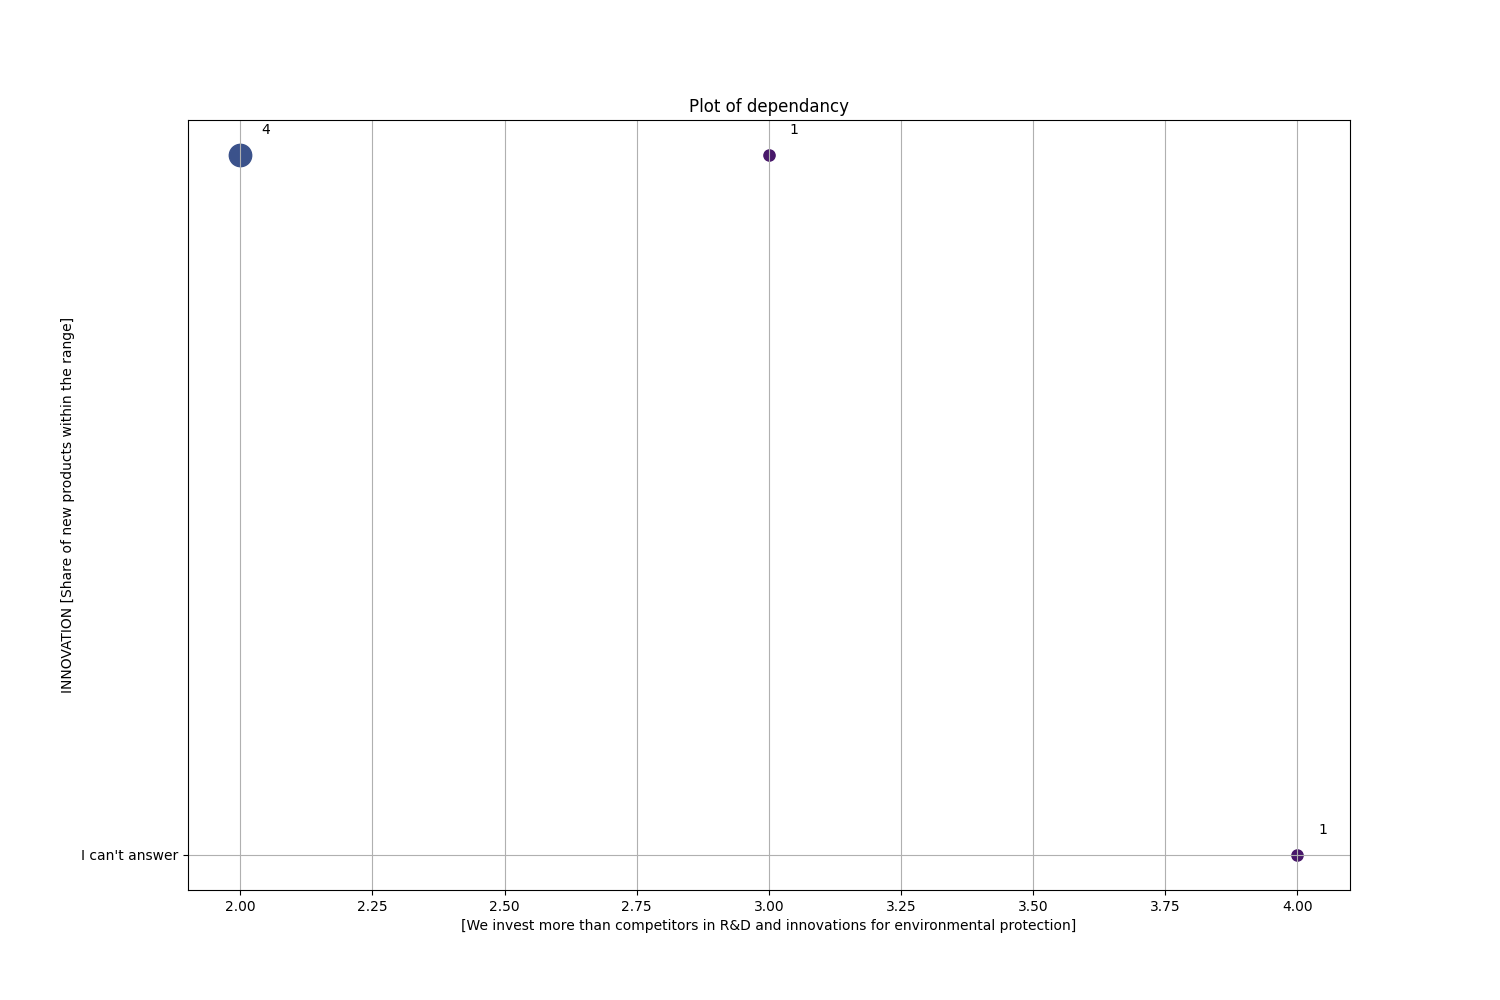 Plot of dependancy
4
1
INNOVATION [Share of new products within the range]
1
I can't answer
2.00 2.25 2.50 2.75 3.00 3.25 3.50 3.75 4.00
[We invest more than competitors in R&D and innovations for environmental protection]